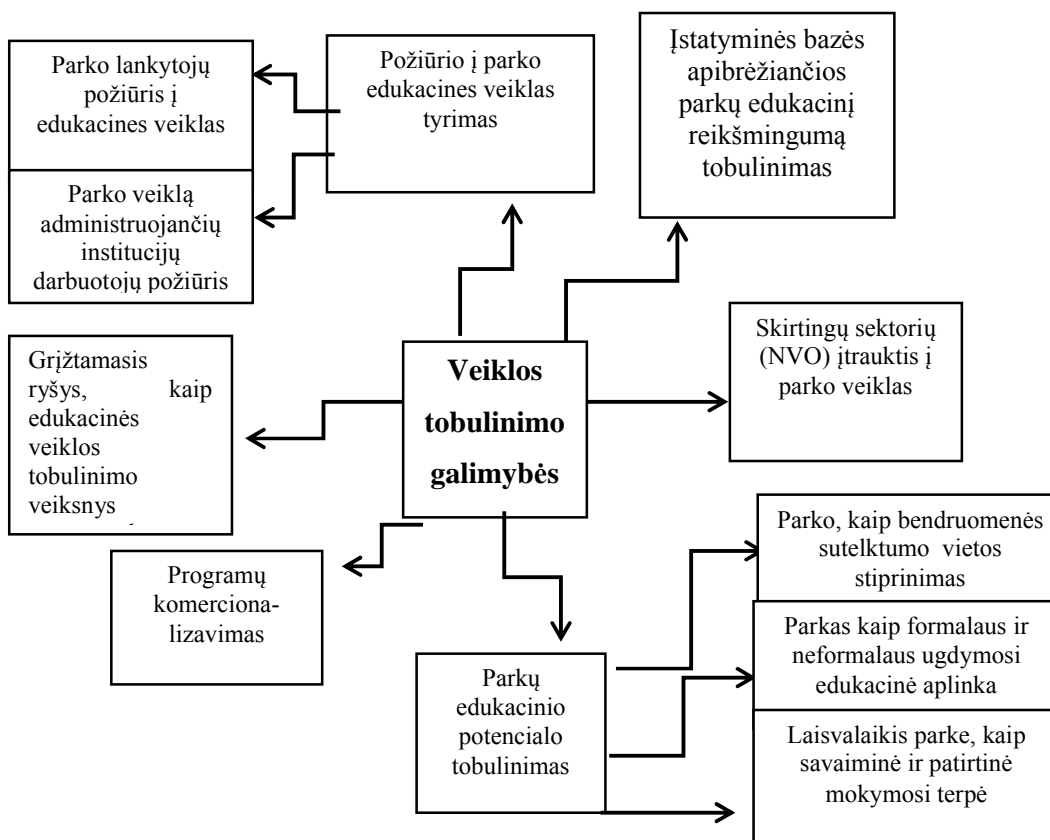 Parko lankytojų
požiūris į
edukacines veiklas
Parko veiklą
administruojančių
institucijų
darbuotojų požiūris
Požiūrio į parko
edukacines veiklas
tyrimas
Įstatyminės bazės
apibrėžiančios
parkų edukacinį
reikšmingumą
tobulinimas
Grįžtamasis
ryšys, kaip
edukacinės
veiklos
tobulinimo
veiksnys
Veiklos
tobulinimo
galimybės
Skirtingų sektorių
(NVO) įtrauktis į
parko veiklas
Programų
komerciona-
lizavimas
Parkų
edukacinio
potencialo
tobulinimas
Parko, kaip bendruomenės
sutelktumo vietos
stiprinimas
Parkas kaip formalaus ir
neformalaus ugdymosi
edukacinė aplinka
Laisvalaikis parke, kaip
savaiminė ir patirtinė
mokymosi terpė